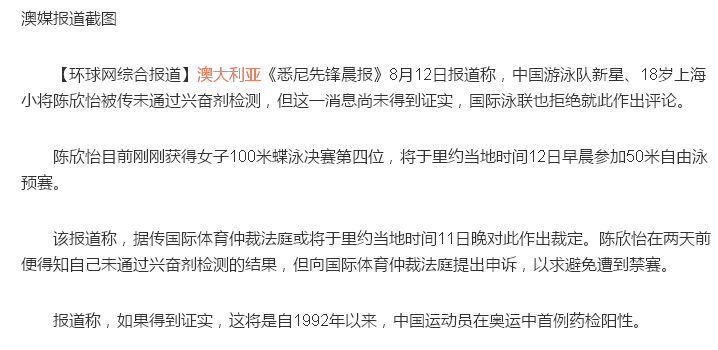 澳媒报道截图
【环球网综合报道】澳大利亚《悉尼先锋晨报》8月12日报道称，中国游泳队新星、18岁上海
小将陈欣怡被传未通过兴奋剂检测，但这一消息尚未得到证实，国际泳联也拒绝就此作出评论。
陈欣怡目前刚刚获得女子100米蝶泳决赛第四位，将于里约当地时间12日早晨参加50米自由泳
预赛。
该报道称，据传国际体育仲裁法庭或将于里约当地时间11日晚对此作出裁定。陈欣怡在两天前
便得知自己未通过兴奋剂检测的结果，但向国际体育仲裁法庭提出申诉，以求避免遭到禁赛。
报道称，如果得到证实，这将是自1992年以来，中国运动员在奥运中首例药检阳性。